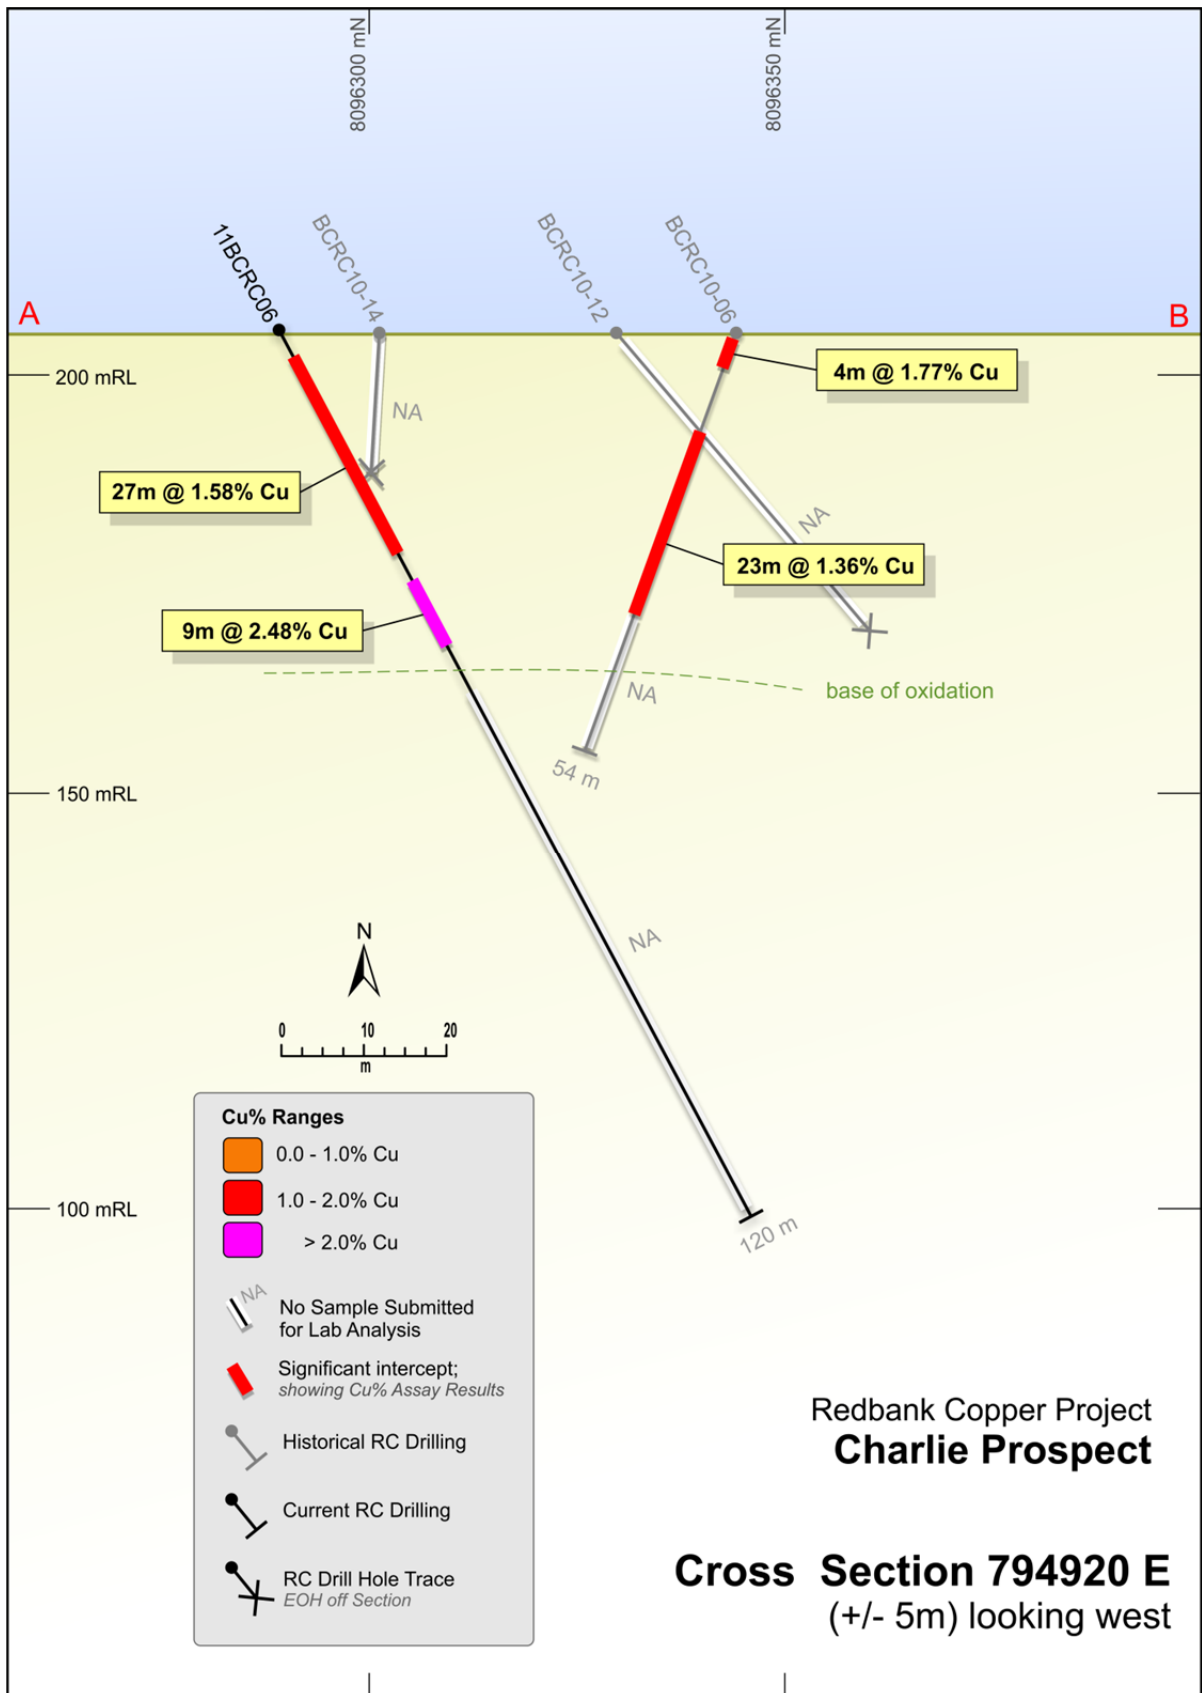 8096300 mN
8096350 mN
11BCRC06
BCRC10-14
BCRC10-12
BCRC10-06
A
B
200 mRL
4m @ 1.77% Cu
NA
27m @ 1.58% Cu
NA
23m @ 1.36% Cu
9m @ 2.48% Cu
NA
base of oxidation
54 m
150 mRL
NA
N
0 10 20
m
100 mRL
120 m
Cu% Ranges
0.0 - 1.0% Cu
1.0 - 2.0% Cu
> 2.0% Cu
NA
No Sample Submitted
for Lab Analysis
Significant intercept;
showing Cu% Assay Results
Historical RC Drilling
Current RC Drilling
RC Drill Hole Trace
EOH off Section
Redbank Copper Project
Charlie Prospect
Cross Section 794920 E
(+/- 5m) looking west